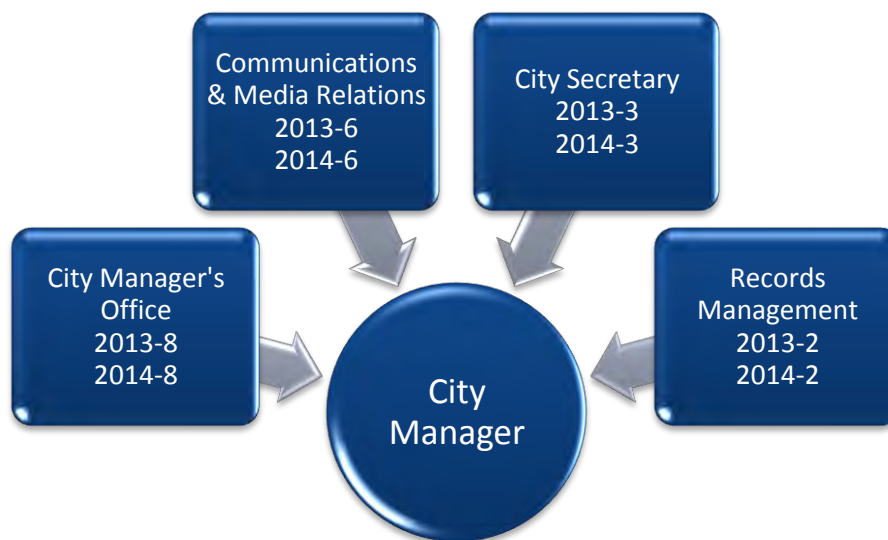 Communications
& Media Relations
2013-6
2014-6
City Secretary
2013-3
2014-3
City Manager's
Office
2013-8
2014-8
Records
Management
2013-2
2014-2
City
Manager